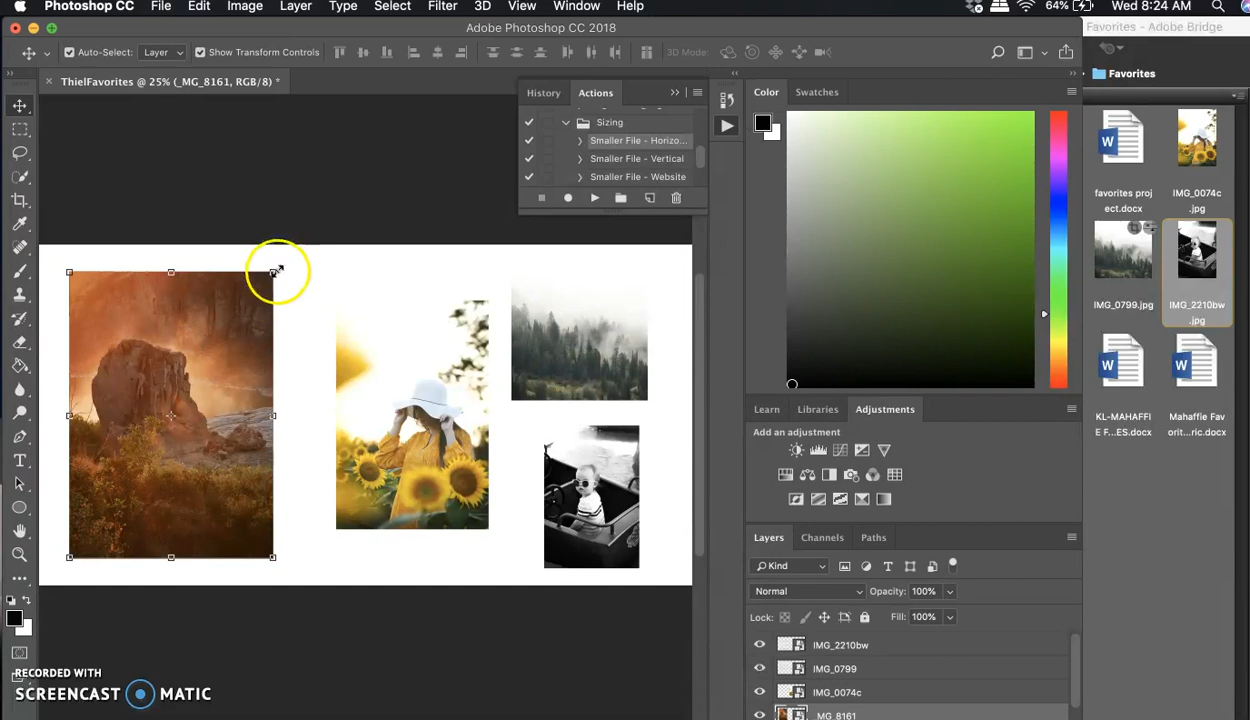 Photoshop CC File Edit Image Layer Type Select Filter 3D View Window Help 64% Wed 8:24 AM
Adobe Photoshop CC 2018
Favorites - Adobe Bridge
Auto-Select: Layer Show Transform Controls 3D Mode:
Favorites
ThielFavorites @ 25% (_MG_8161, RGB/8) *
History Actions
Sizing
Smaller File - Horizo...
Smaller File - Vertical
Smaller File - Website
Color Swatches
favorites proj
ect.docx
IMG_0074c
.jpg
IMG_0799.jpg
IMG_2210bw
.jpg
KL-MAHAFFI
E F...ES.docx
Mahaffie Fav
orit...ric.docx
Learn Libraries Adjustments
Add an adjustment
Layers Channels Paths
Kind
Normal Opacity: 100%
Lock: Fill: 100%
IMG_2210bw
IMG_0799
IMG_0074c
_MG_8161
RECORDED WITH
SCREENCAST MATIC